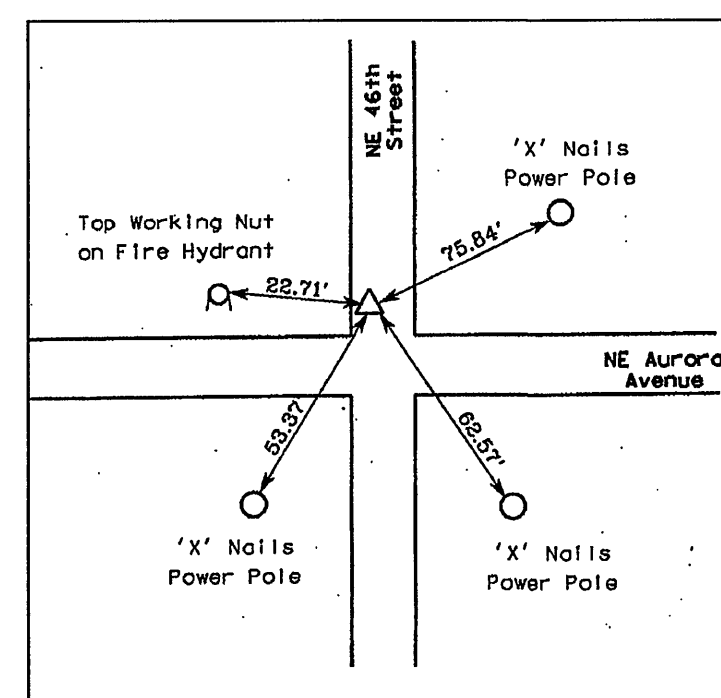 NE 46th
Street
'X' Nails
Power Pole
Top Working Nut
on Fire Hydrant
75.84'
22.71'
NE Aurora
Avenue
53.37'
62.57'
'X' Nails
Power Pole
'X' Nails
Power Pole